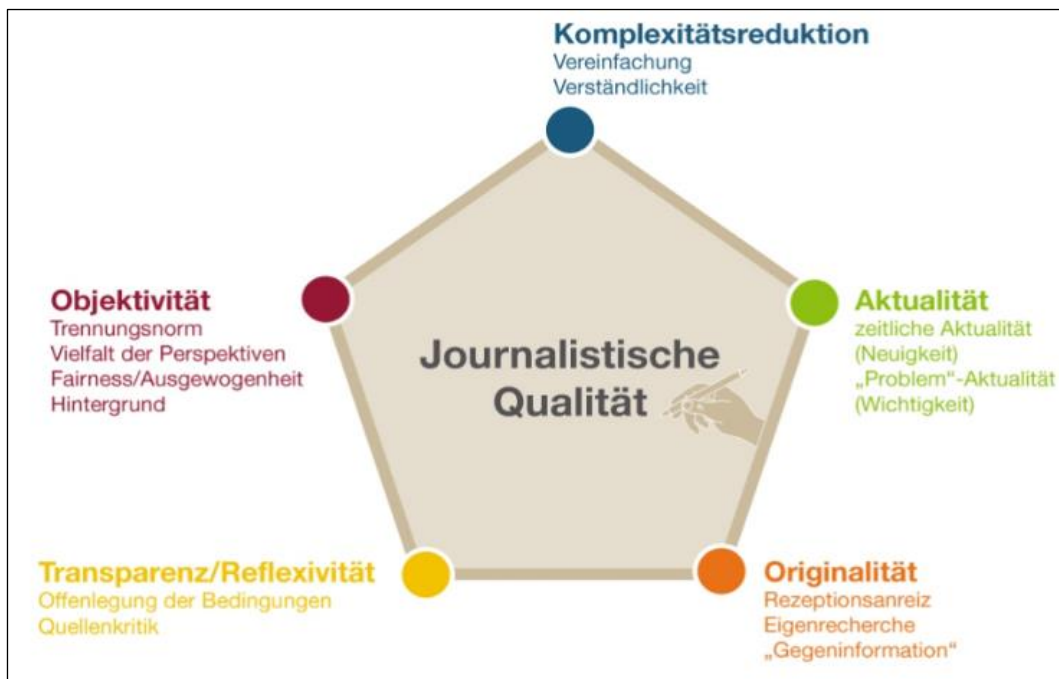 Komplexitätsreduktion
Vereinfachung
Verständlichkeit
Objektivität
Trennungsnorm
Vielfalt der Perspektiven
Fairness/Ausgewogenheit
Hintergrund
Journalistische
Qualität
Aktualität
zeitliche Aktualität
(Neuigkeit)
„Problem“-Aktualität
(Wichtigkeit)
Transparenz/Reflexivität
Offenlegung der Bedingungen
Quellenkritik
Originalität
Rezeptionsanreiz
Eigenrecherche
„Gegeninformation“